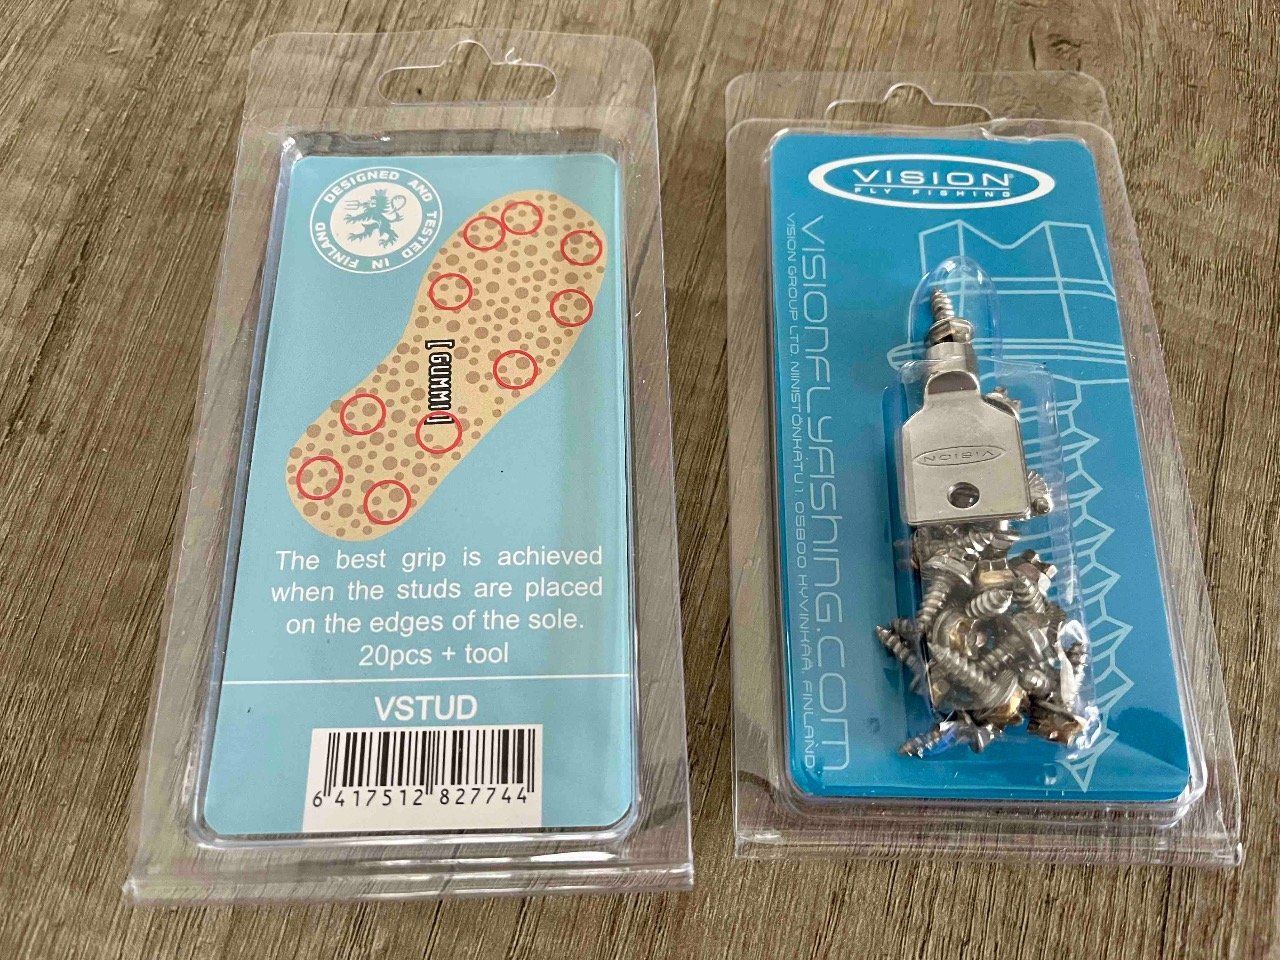 DESIGNED AND TESTED IN FINLAND
[GUMMI]
The best grip is achieved
when the studs are placed
on the edges of the sole.
20pcs + tool
VSTUD
6 417512 827744
VISION®
FLY FISHING
VISIONFLYFISHING.COM
VISION GROUP LTD, NIINISTÖNKATU 1, 05800 HYVINKÄÄ, FINLAND
VISION